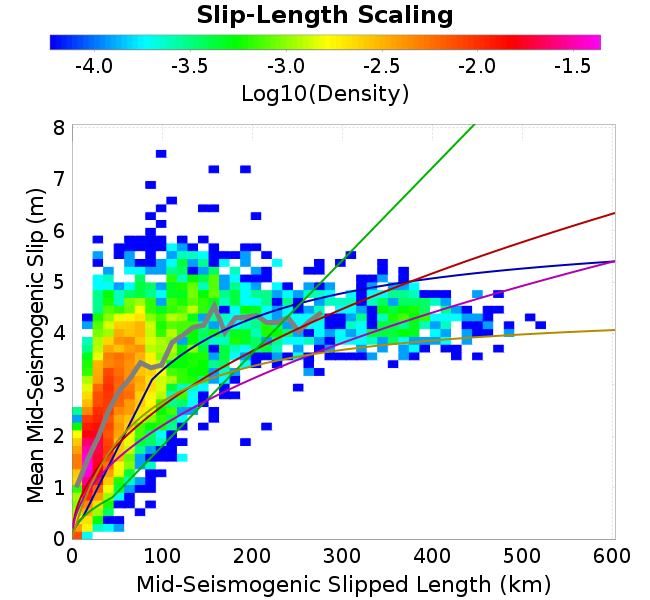 Slip-Length Scaling
-4.0 -3.5 -3.0 -2.5 -2.0 -1.5
Log10(Density)
8
7
6
5
4
3
2
1
0
Mean Mid-Seismogenic Slip (m)
0 100 200 300 400 500 600
Mid-Seismogenic Slipped Length (km)